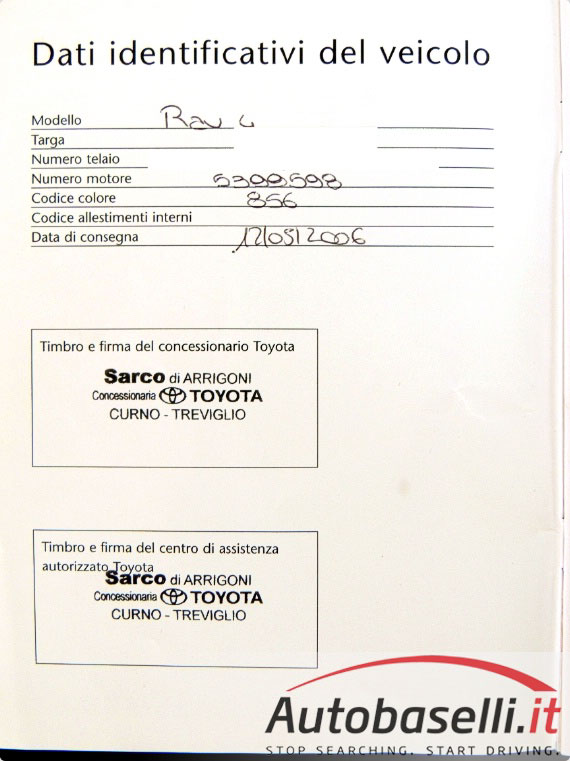 Dati identificativi del veicolo
Modello Rav 4
Targa
Numero telaio
Numero motore 5399598
Codice colore 856
Codice allestimenti interni
Data di consegna 12/05/2006
Timbro e firma del concessionario Toyota
Sarco di ARRIGONI
Concessionaria TOYOTA
CURNO - TREVIGLIO
Timbro e firma del centro di assistenza
autorizzato Toyota
Sarco di ARRIGONI
Concessionaria TOYOTA
CURNO - TREVIGLIO
Autobaselli.it
STOP SEARCHING. START DRIVING.